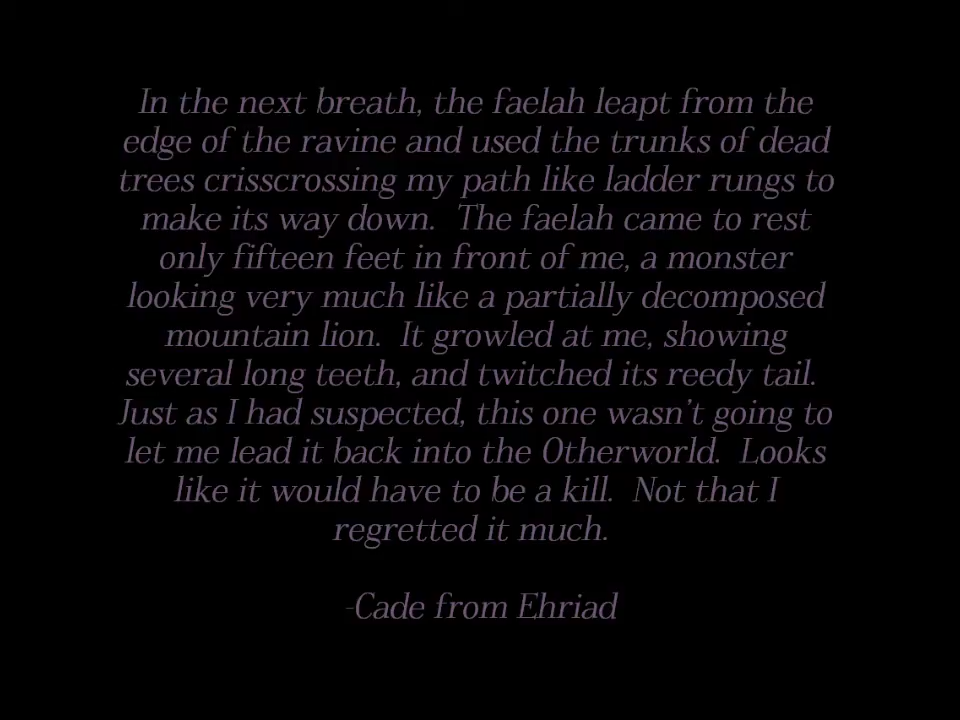 In the next breath, the faelah leapt from the
edge of the ravine and used the trunks of dead
trees crisscrossing my path like ladder rungs to
make its way down.  The faelah came to rest
only fifteen feet in front of me, a monster
looking very much like a partially decomposed
mountain lion.  It growled at me, showing
several long teeth, and twitched its reedy tail.
Just as I had suspected, this one wasn't going to
let me lead it back into the Otherworld.  Looks
like it would have to be a kill.  Not that I
regretted it much.
-Cade from Ehriad